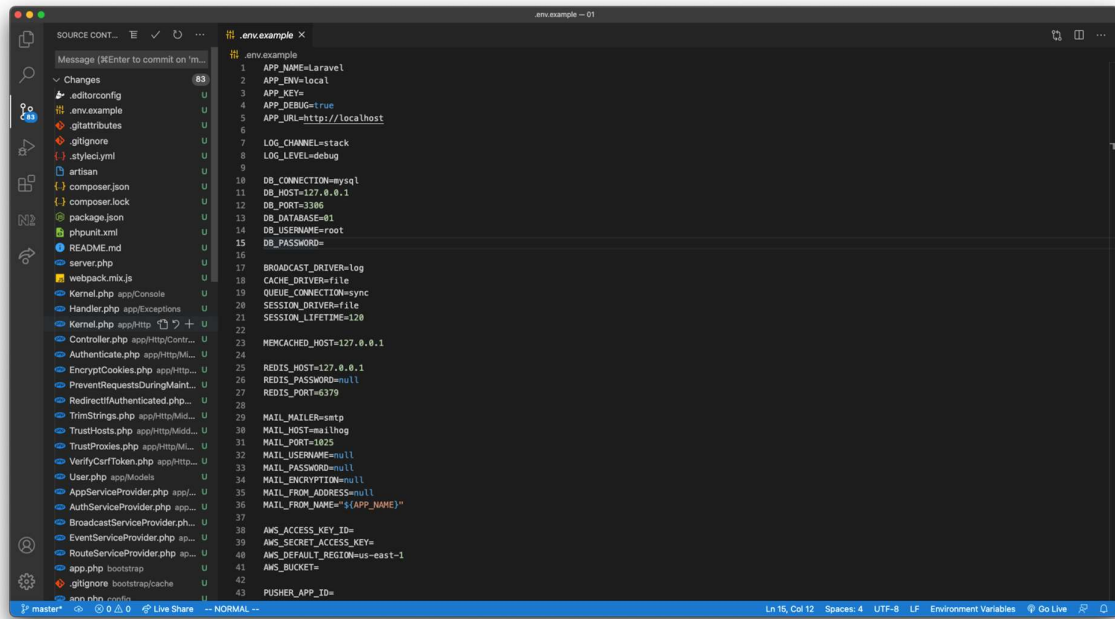 .env.example — 01
SOURCE CONT...
Message (⌘Enter to commit on 'm...
Changes 83
.editorconfig U
.env.example U
.gitattributes U
.gitignore U
.styleci.yml U
artisan U
composer.json U
composer.lock U
package.json U
phpunit.xml U
README.md U
server.php U
webpack.mix.js U
Kernel.php app/Console U
Handler.php app/Exceptions U
Kernel.php app/Http U
Controller.php app/Http/Contr... U
Authenticate.php app/Http/Mi... U
EncryptCookies.php app/Http... U
PreventRequestsDuringMaint... U
RedirectIfAuthenticated.php... U
TrimStrings.php app/Http/Mid... U
TrustHosts.php app/Http/Midd... U
TrustProxies.php app/Http/Mi... U
VerifyCsrfToken.php app/Http... U
User.php app/Models U
AppServiceProvider.php app/... U
AuthServiceProvider.php app... U
BroadcastServiceProvider.ph... U
EventServiceProvider.php ap... U
RouteServiceProvider.php ap... U
app.php bootstrap U
.gitignore bootstrap/cache U
app.php config U
83
.env.example
.env.example
1 APP_NAME=Laravel
2 APP_ENV=local
3 APP_KEY=
4 APP_DEBUG=true
5 APP_URL=http://localhost
6
7 LOG_CHANNEL=stack
8 LOG_LEVEL=debug
9
10 DB_CONNECTION=mysql
11 DB_HOST=127.0.0.1
12 DB_PORT=3306
13 DB_DATABASE=01
14 DB_USERNAME=root
15 DB_PASSWORD=
16
17 BROADCAST_DRIVER=log
18 CACHE_DRIVER=file
19 QUEUE_CONNECTION=sync
20 SESSION_DRIVER=file
21 SESSION_LIFETIME=120
22
23 MEMCACHED_HOST=127.0.0.1
24
25 REDIS_HOST=127.0.0.1
26 REDIS_PASSWORD=null
27 REDIS_PORT=6379
28
29 MAIL_MAILER=smtp
30 MAIL_HOST=mailhog
31 MAIL_PORT=1025
32 MAIL_USERNAME=null
33 MAIL_PASSWORD=null
34 MAIL_ENCRYPTION=null
35 MAIL_FROM_ADDRESS=null
36 MAIL_FROM_NAME="${APP_NAME}"
37
38 AWS_ACCESS_KEY_ID=
39 AWS_SECRET_ACCESS_KEY=
40 AWS_DEFAULT_REGION=us-east-1
41 AWS_BUCKET=
42
43 PUSHER_APP_ID=
master* 0 0 Live Share -- NORMAL -- Ln 15, Col 12 Spaces: 4 UTF-8 LF Environment Variables Go Live